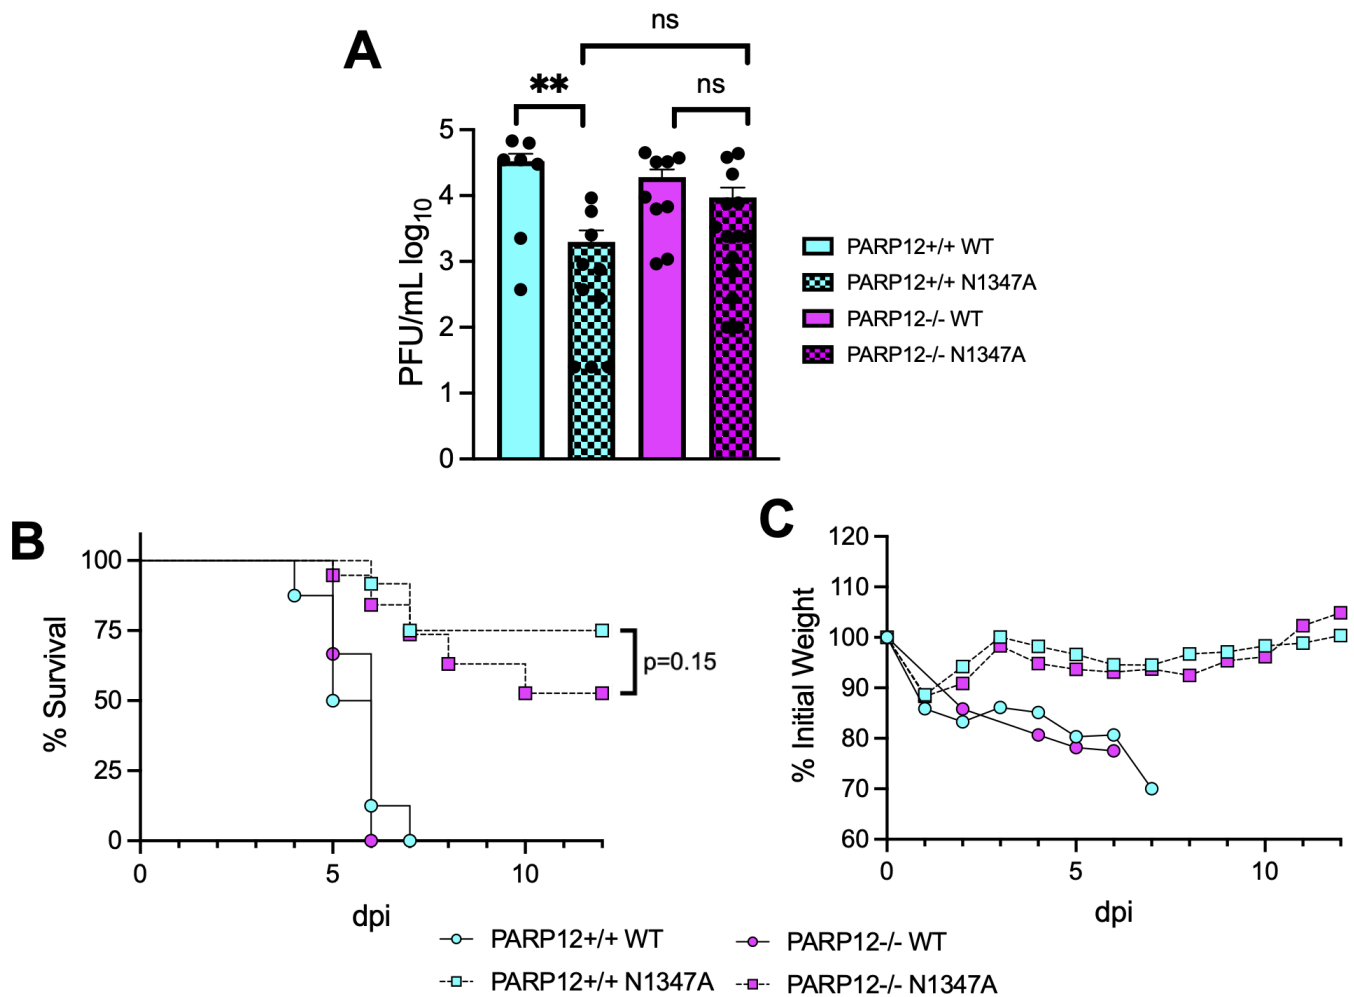 A
ns
**
ns
5
4
3
2
1
0
PFU/mL log10
PARP12+/+ WT
PARP12+/+ N1347A
PARP12-/- WT
PARP12-/- N1347A
B
100
75
50
25
0
% Survival
p=0.15
0 5 10
dpi
C
120
110
100
90
80
70
60
% Initial Weight
0 5 10
dpi
PARP12+/+ WT PARP12-/- WT
PARP12+/+ N1347A PARP12-/- N1347A